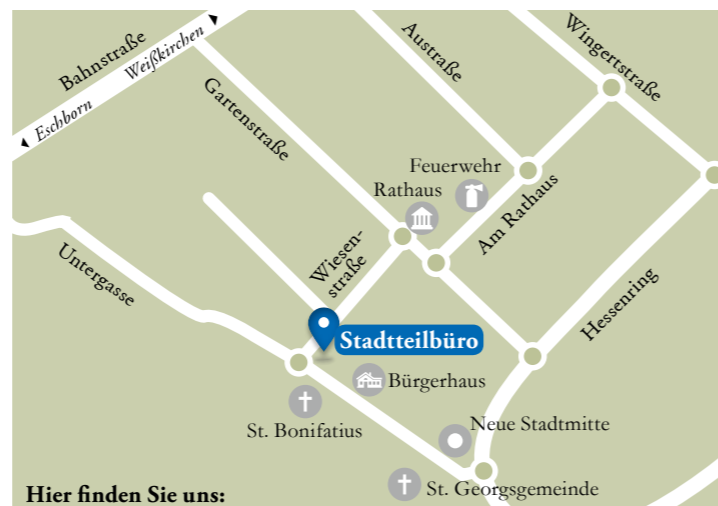 Bahnstraße
Weißkirchen
Eschborn
Gartenstraße
Austraße
Wingertstraße
Feuerwehr
Rathaus
Am Rathaus
Untergasse
Wiesen-
straße
Hessenring
Stadtteilbüro
Bürgerhaus
St. Bonifatius
Neue Stadtmitte
St. Georgsgemeinde
Hier finden Sie uns: